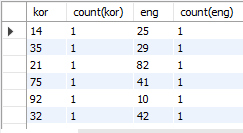 kor count(kor) eng count(eng)
14 1 25 1
35 1 29 1
21 1 82 1
75 1 41 1
92 1 10 1
32 1 42 1